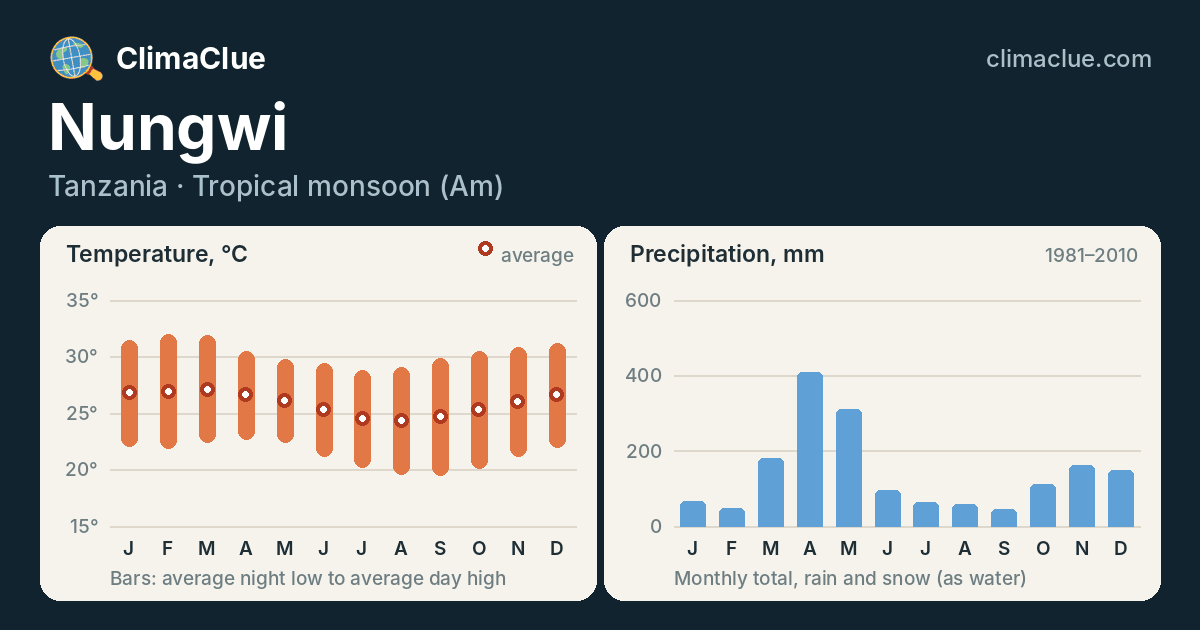 ClimaClue
climaclue.com
Nungwi
Tanzania · Tropical monsoon (Am)
Temperature, °C
average
35°
30°
25°
20°
15°
J F M A M J J A S O N D
Bars: average night low to average day high
Precipitation, mm
1981–2010
600
400
200
0
J F M A M J J A S O N D
Monthly total, rain and snow (as water)